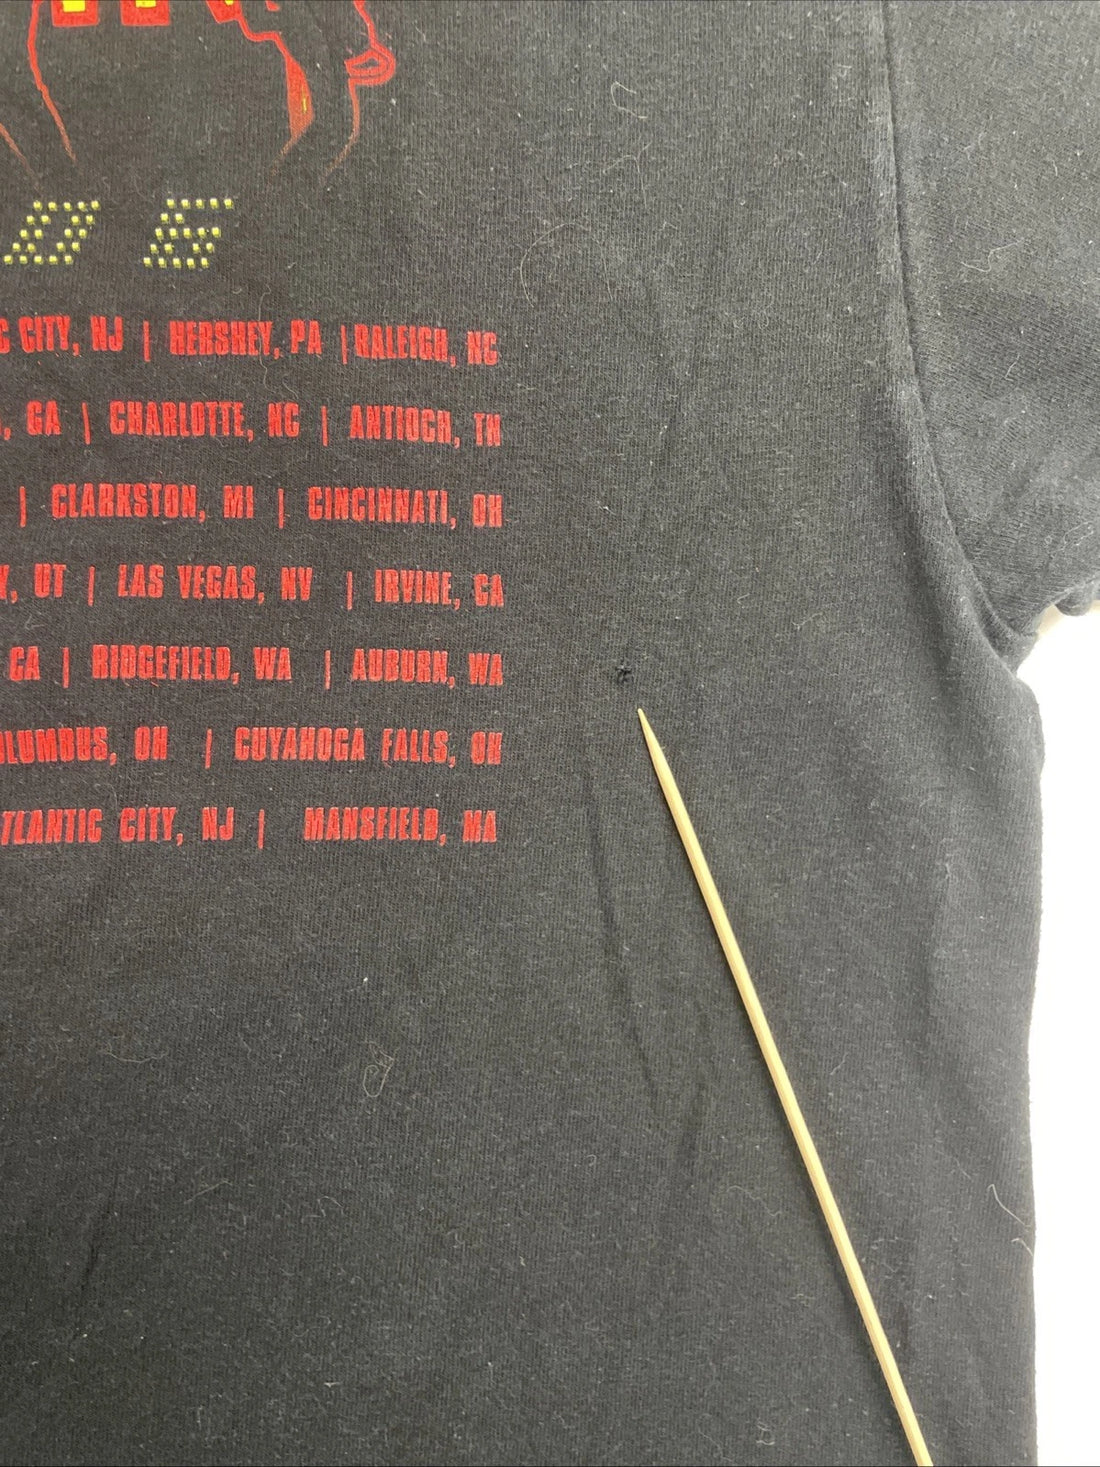 06
C CITY, NJ | HERSHEY, PA | RALEIGH, NC
, GA | CHARLOTTE, NC | ANTIOCH, TN
| CLARKSTON, MI | CINCINNATI, OH
, UT | LAS VEGAS, NV | IRVINE, CA
CA | RIDGEFIELD, WA | AUBURN, WA
OLUMBUS, OH | CUYAHOGA FALLS, OH
TLANTIC CITY, NJ | MANSFIELD, MA